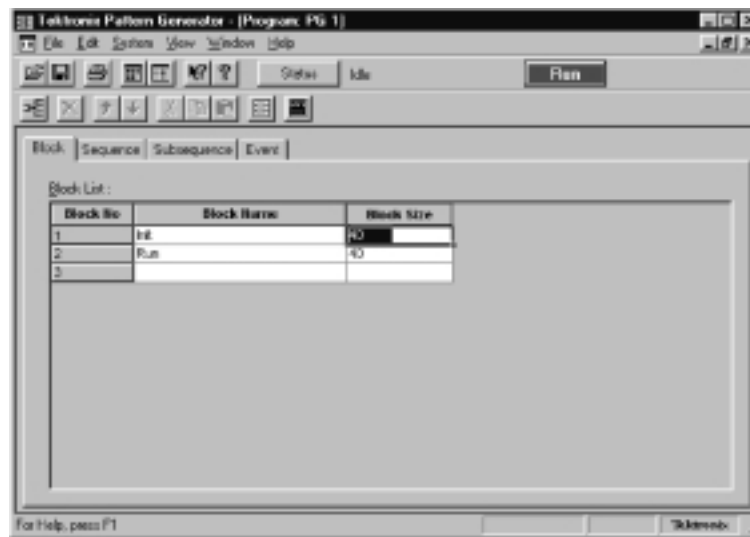 Tektronix Pattern Generator - [Program: PG 1]
File Edit System View Window Help
Status Idle Run
Block Sequence Subsequence Event
Block List :
Block No Block Name Block Size
1 Init 40
2 Run 40
3
For Help, press F1 Tektronix